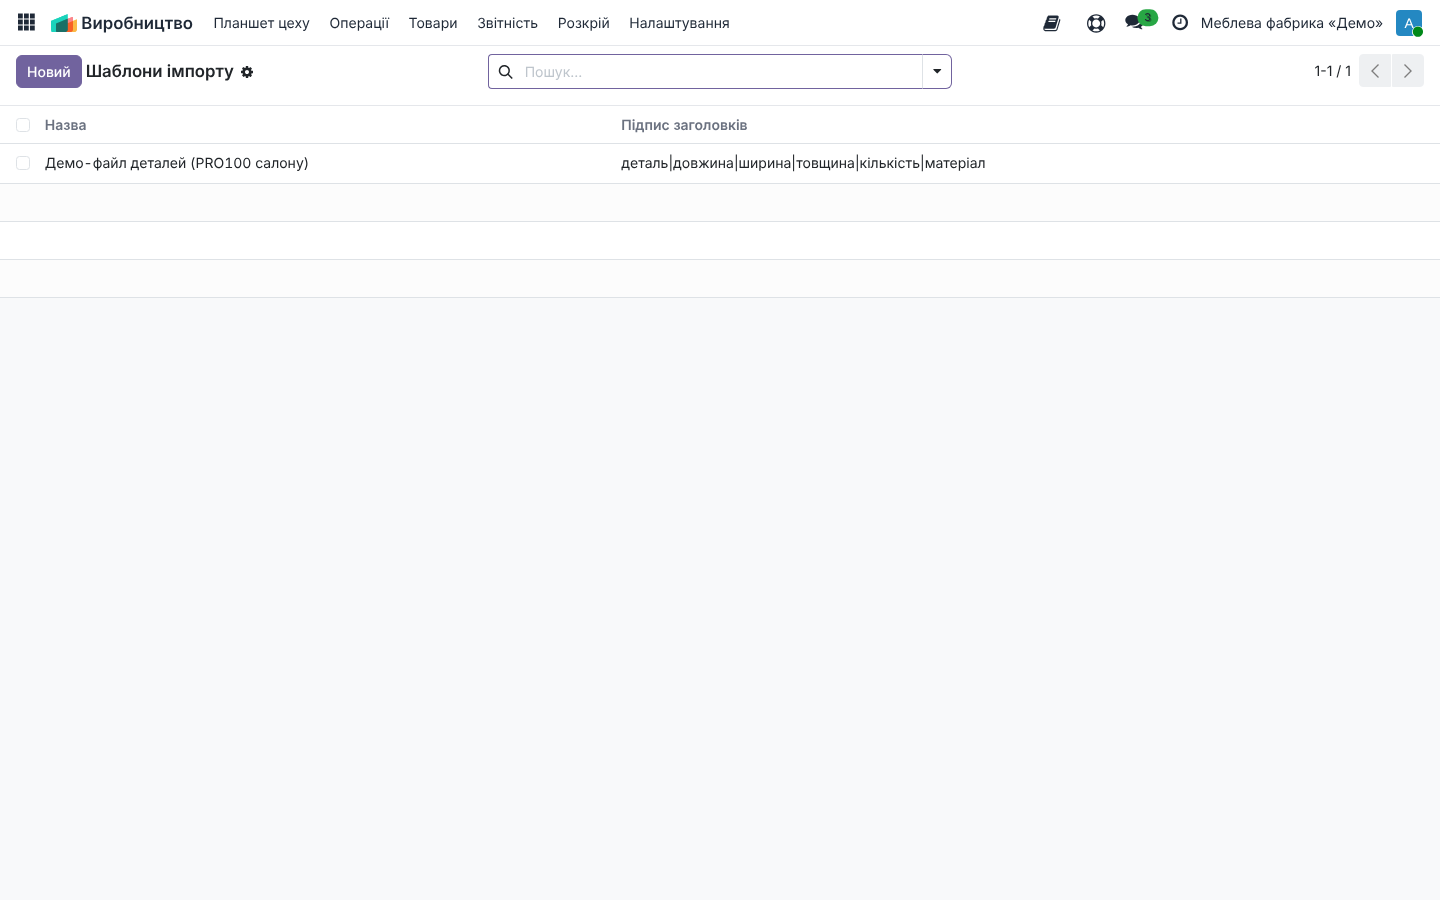 Виробництво Планшет цеху Операції Товари Звітність Розкрій Налаштування 3 Меблева фабрика «Демо» A
Новий Шаблони імпорту Пошук... 1-1 / 1
Назва Підпис заголовків
Демо-файл деталей (PRO100 салону) деталь|довжина|ширина|товщина|кількість|матеріал